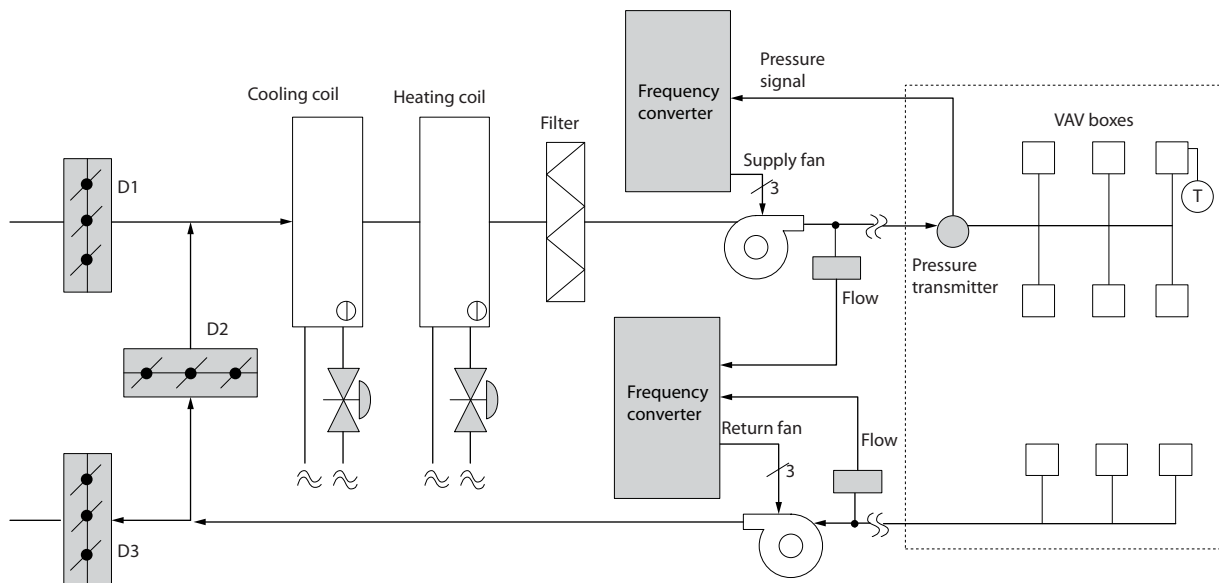 Cooling coil
Heating coil
Filter
Frequency
converter
Pressure
signal
VAV boxes
Supply fan
3
D1
T
Pressure
transmitter
Flow
D2
Frequency
converter
Return fan
3
Flow
D3